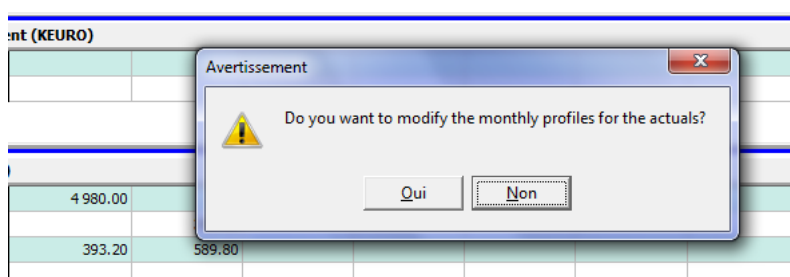 ent (KEURO)
Avertissement
Do you want to modify the monthly profiles for the actuals?
Oui Non
4 980.00
393.20 589.80